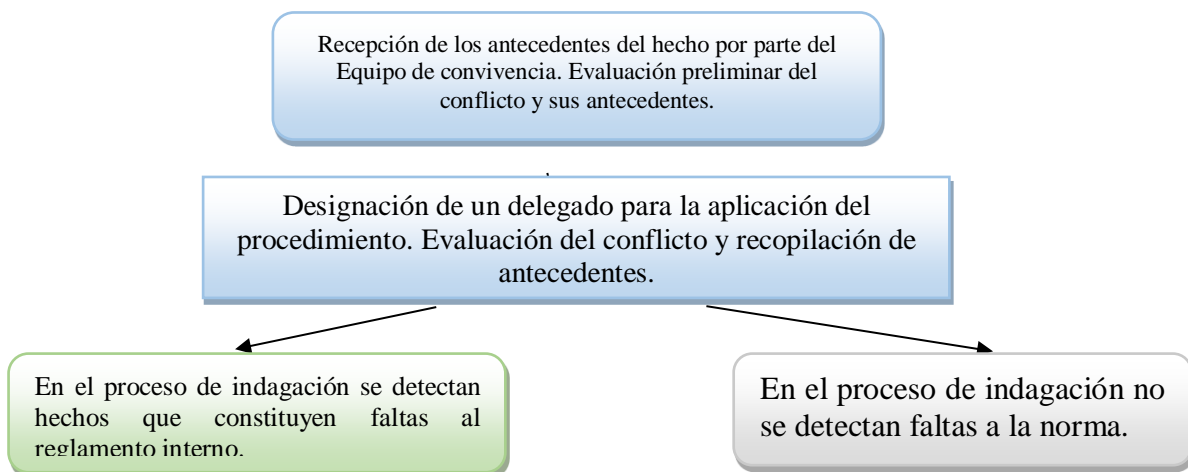 Recepción de los antecedentes del hecho por parte del
Equipo de convivencia. Evaluación preliminar del
conflicto y sus antecedentes.
Designación de un delegado para la aplicación del
procedimiento. Evaluación del conflicto y recopilación de
antecedentes.
En el proceso de indagación se detectan
hechos que constituyen faltas al
reglamento interno.
En el proceso de indagación no
se detectan faltas a la norma.